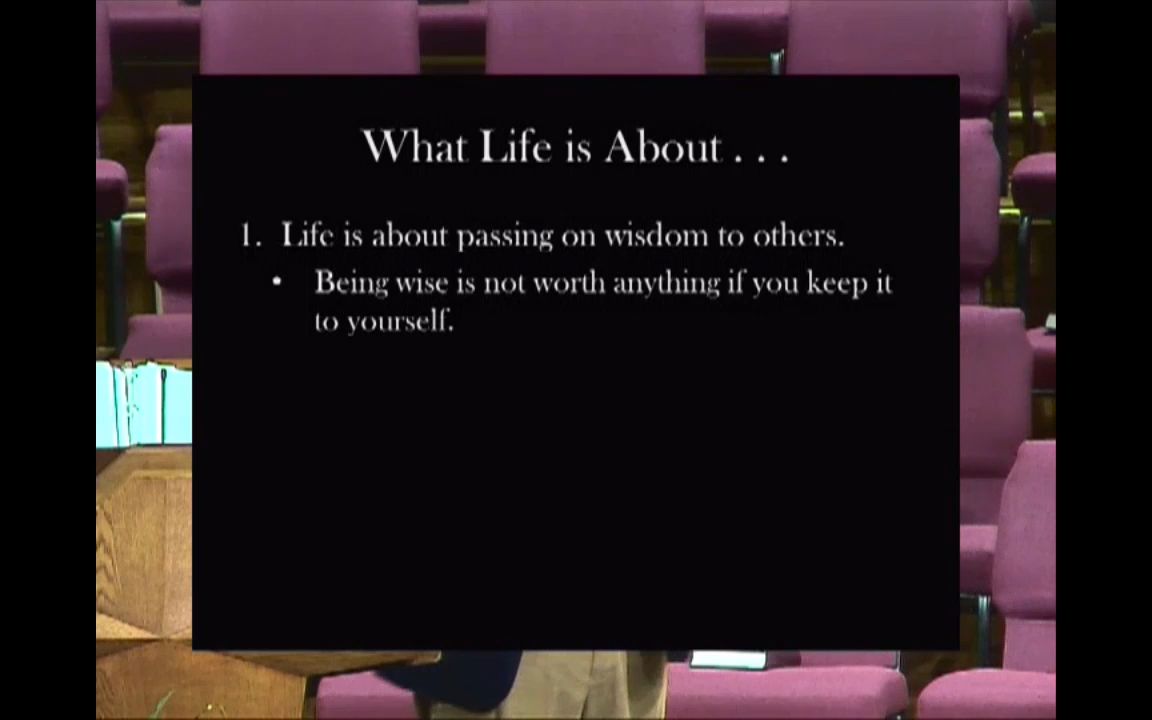 What Life is About . . .
1. Life is about passing on wisdom to others.
• Being wise is not worth anything if you keep it
to yourself.